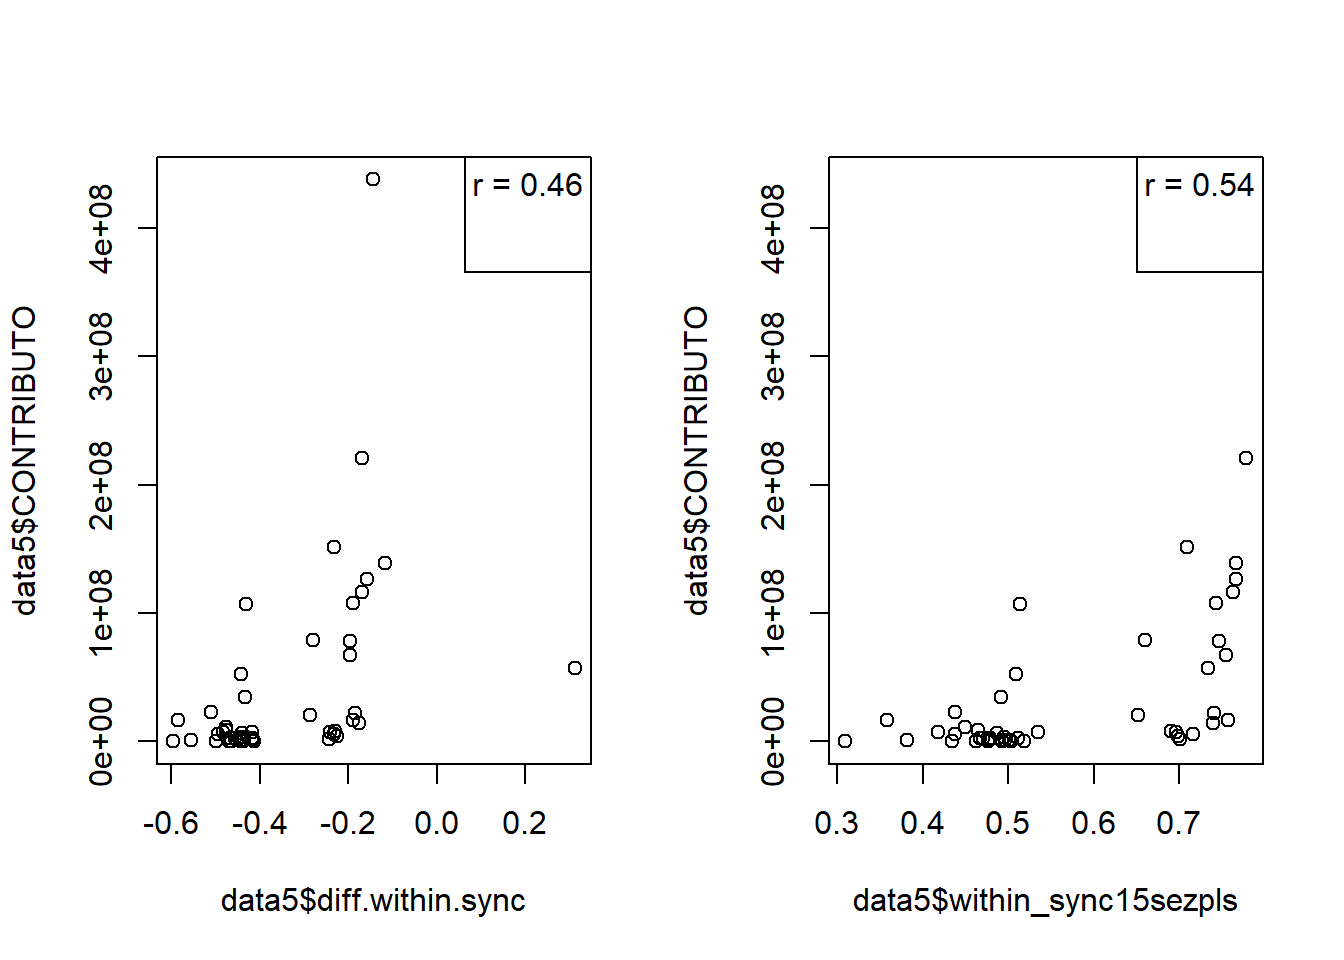 r = 0.46
data5$CONTRIBUTO
4e+08
3e+08
2e+08
1e+08
0e+00
-0.6 -0.4 -0.2 0.0 0.2
data5$diff.within.sync
r = 0.54
data5$CONTRIBUTO
4e+08
3e+08
2e+08
1e+08
0e+00
0.3 0.4 0.5 0.6 0.7
data5$within_sync15sezpls